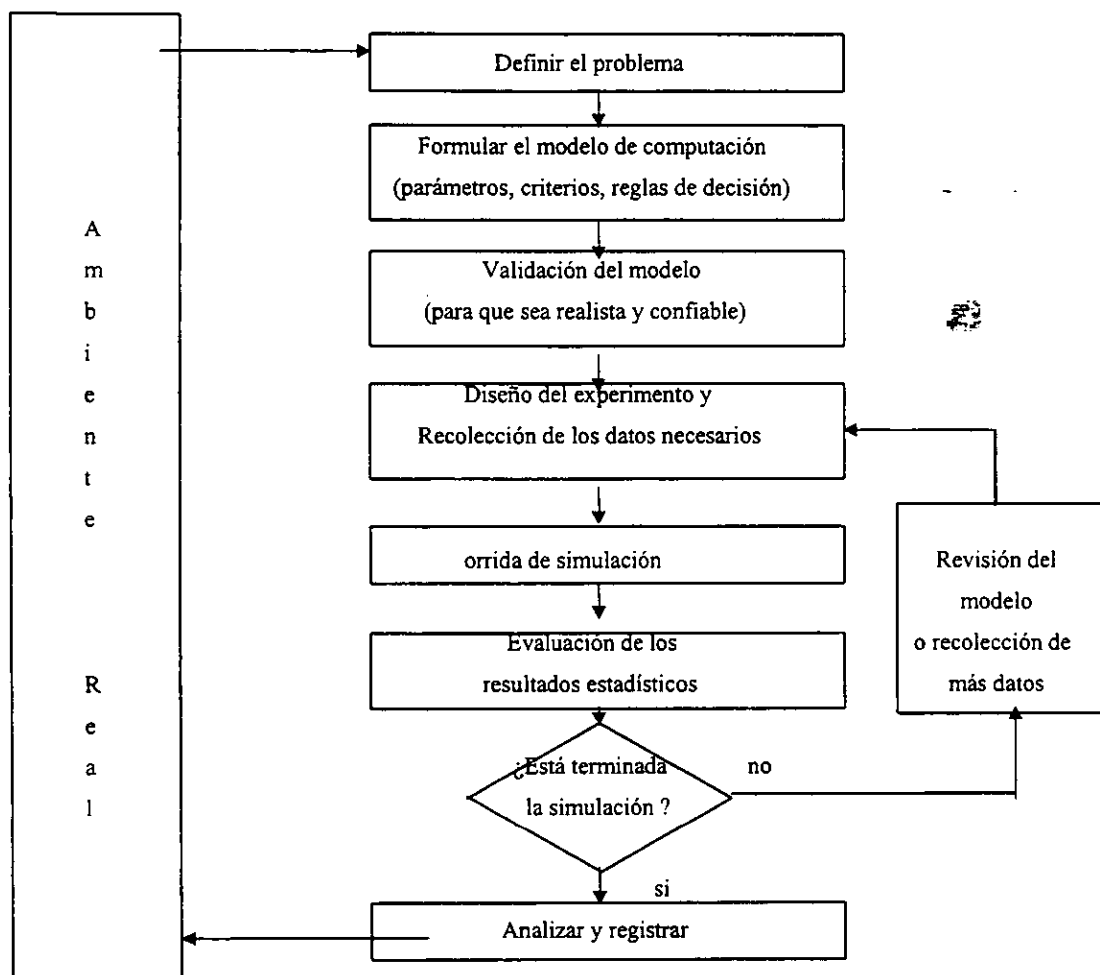 Ambiente Real
Definir el problema
Formular el modelo de computación
(parámetros, criterios, reglas de decisión)
Validación del modelo
(para que sea realista y confiable)
Diseño del experimento y
Recolección de los datos necesarios
orrida de simulación
Evaluación de los
resultados estadísticos
¿Está terminada
la simulación ?
no
si
Revisión del
modelo
o recolección de
más datos
Analizar y registrar